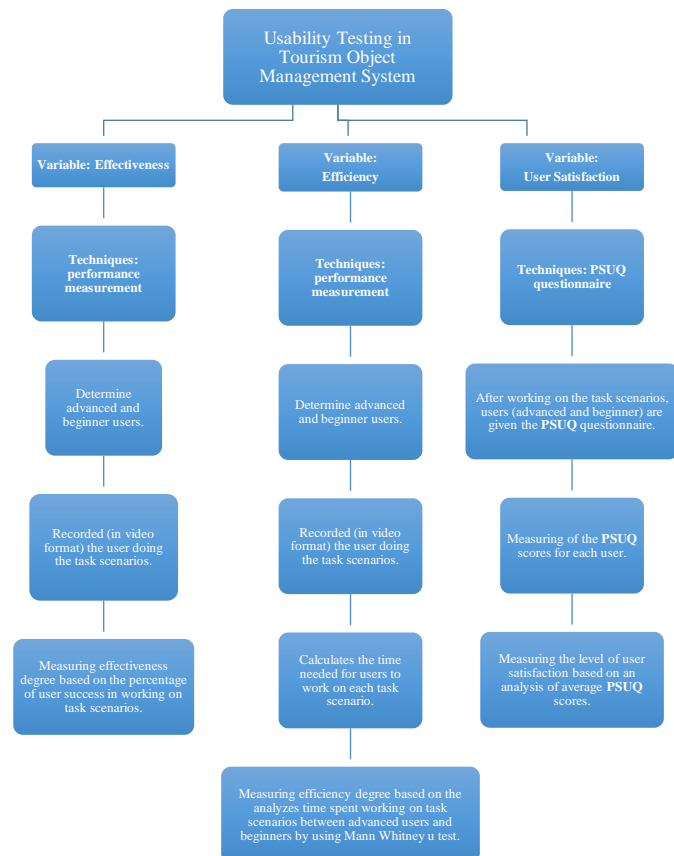 Usability Testing in
Tourism Object
Management System
Variable: Effectiveness
Techniques:
performance
measurement
Determine
advanced and
beginner users.
Recorded (in video
format) the user doing
the task scenarios.
Measuring effectiveness
degree based on the percentage
of user success in working on
task scenarios.
Variable:
Efficiency
Techniques:
performance
measurement
Determine advanced
and beginner users.
Recorded (in video
format) the user doing
the task scenarios.
Calculates the time
needed for users to
work on each task
scenario.
Measuring efficiency degree based on the
analyzes time spent working on task
scenarios between advanced users and
beginners by using Mann Whitney u test.
Variable:
User Satisfaction
Techniques: PSUQ
questionnaire
After working on the task scenarios,
users (advanced and beginner) are
given the PSUQ questionnaire.
Measuring of the PSUQ
scores for each user.
Measuring the level of user
satisfaction based on an
analysis of average PSUQ
scores.